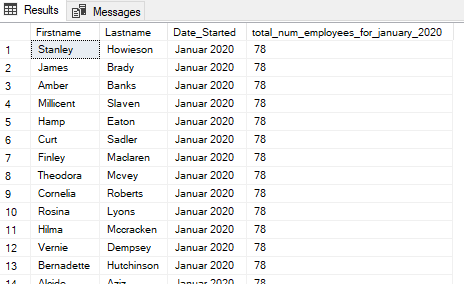 Results Messages
Firstname Lastname Date_Started total_num_employees_for_january_2020
1 Stanley Howieson Januar 2020 78
2 James Brady Januar 2020 78
3 Amber Banks Januar 2020 78
4 Millicent Slaven Januar 2020 78
5 Hamp Eaton Januar 2020 78
6 Curt Sadler Januar 2020 78
7 Finley Maclaren Januar 2020 78
8 Theodora Mcvey Januar 2020 78
9 Cornelia Roberts Januar 2020 78
10 Rosina Lyons Januar 2020 78
11 Hilma Mccracken Januar 2020 78
12 Vernie Dempsey Januar 2020 78
13 Bernadette Hutchinson Januar 2020 78
14 Januar 2020 78